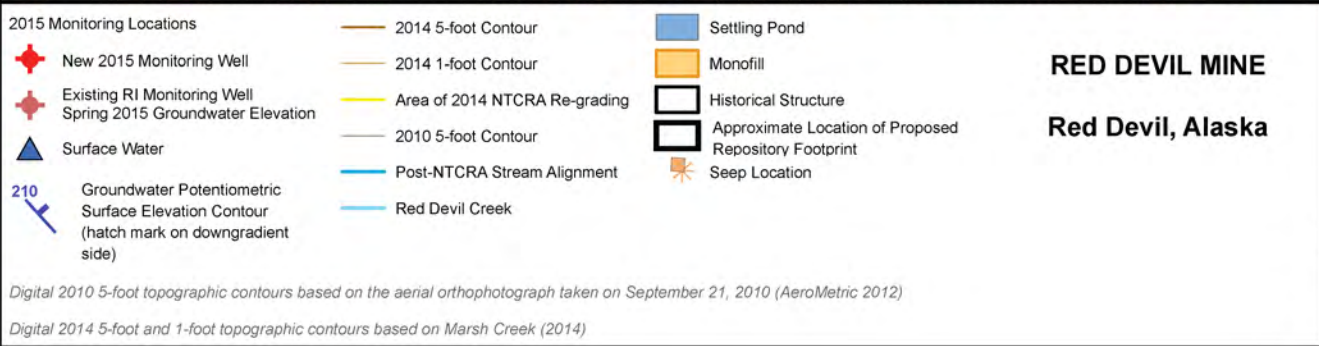 2015 Monitoring Locations
New 2015 Monitoring Well
Existing RI Monitoring Well
Spring 2015 Groundwater Elevation
Surface Water
210
Groundwater Potentiometric
Surface Elevation Contour
(hatch mark on downgradient
side)
2014 5-foot Contour
2014 1-foot Contour
Area of 2014 NTCRA Re-grading
2010 5-foot Contour
Post-NTCRA Stream Alignment
Red Devil Creek
Settling Pond
Monofill
Historical Structure
Approximate Location of Proposed
Repository Footprint
Seep Location
RED DEVIL MINE
Red Devil, Alaska
Digital 2010 5-foot topographic contours based on the aerial orthophotograph taken on September 21, 2010 (AeroMetric 2012)
Digital 2014 5-foot and 1-foot topographic contours based on Marsh Creek (2014)